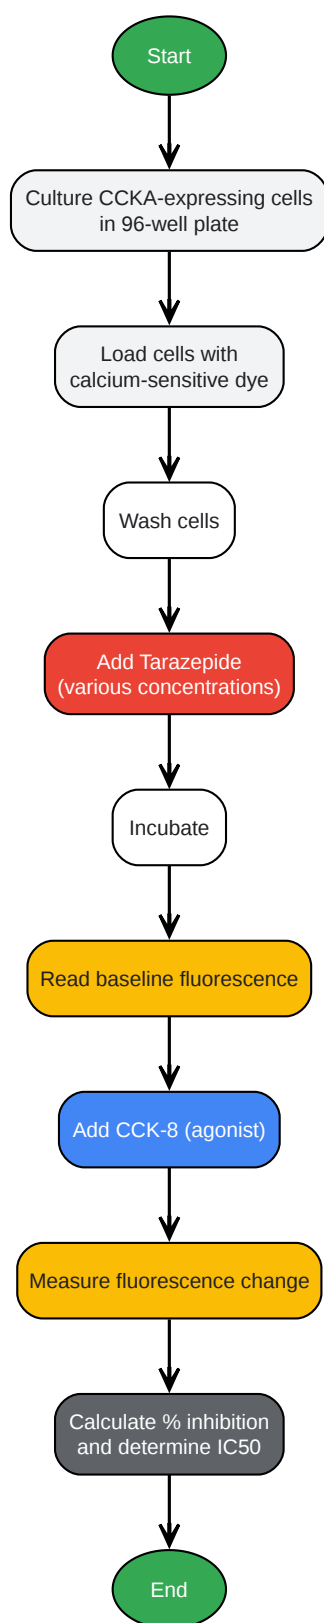 Start
Culture CCKA-expressing cells
in 96-well plate
Load cells with
calcium-sensitive dye
Wash cells
Add Tarazepide
(various concentrations)
Incubate
Read baseline fluorescence
Add CCK-8 (agonist)
Measure fluorescence change
Calculate % inhibition
and determine IC50
End